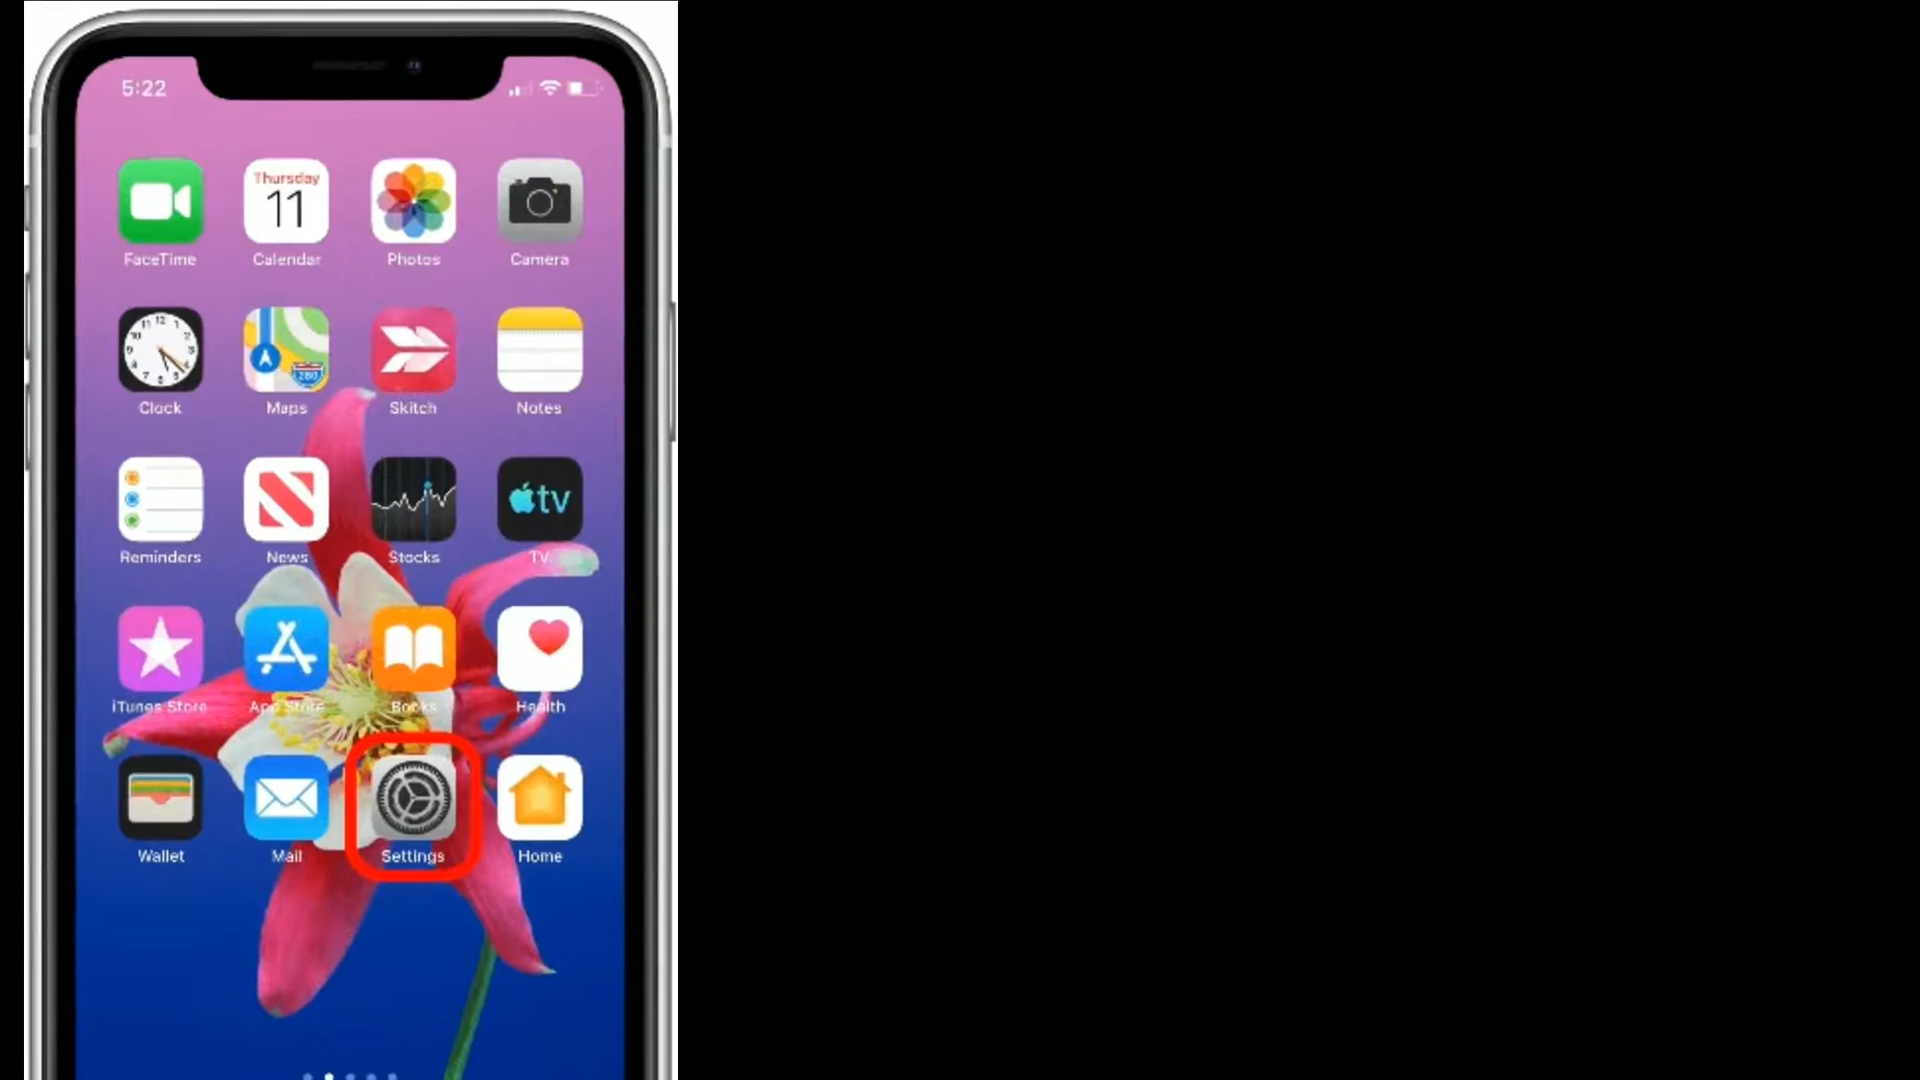 5:22
FaceTime
Thursday
11
Calendar
Photos
Camera
Clock
280
Maps
Skitch
Notes
Reminders
News
Stocks
tv
TV
iTunes Store
App Store
Books
Health
Wallet
Mail
Settings
Home